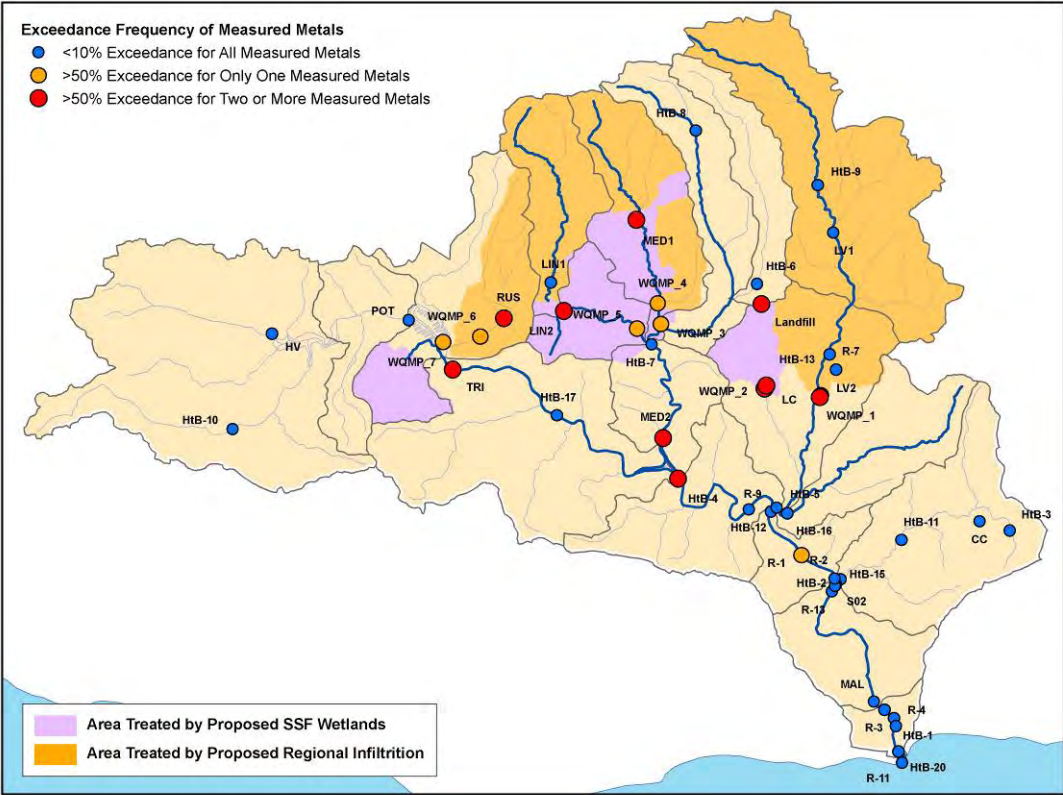 Exceedance Frequency of Measured Metals
<10% Exceedance for All Measured Metals
>50% Exceedance for Only One Measured Metals
>50% Exceedance for Two or More Measured Metals
HtB-8
HtB-9
MED1
LV1
LIN1
HtB-6
WQMP_4
RUS
POT
WQMP_6
WQMP_5
Landfill
LIN2
WQMP_3
HV
HtB-7
HtB-13
R-7
WQMP_7
TRI
WQMP_2
LC
LV2
HtB-17
MED2
WQMP_1
HtB-10
R-9
HtB-4
HtB-5
HtB-3
HtB-12
HtB-16
HtB-11
CC
R-1
R-2
HtB-2
HtB-15
R-13
S02
MAL
R-4
R-3
HtB-1
HtB-20
R-11
Area Treated by Proposed SSF Wetlands
Area Treated by Proposed Regional Infiltrition